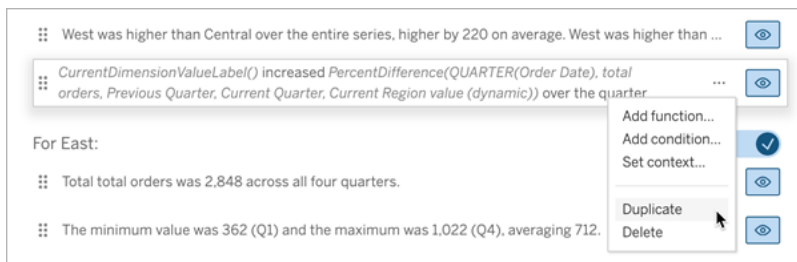 West was higher than Central over the entire series, higher by 220 on average. West was higher than ...
CurrentDimensionValueLabel() increased PercentDifference(QUARTER(Order Date), total
orders, Previous Quarter, Current Quarter, Current Region value (dynamic)) over the quarter
...
Add function...
Add condition...
For East:
Set context...
Total total orders was 2,848 across all four quarters.
Duplicate
The minimum value was 362 (Q1) and the maximum was 1,022 (Q4), averaging 712.
Delete